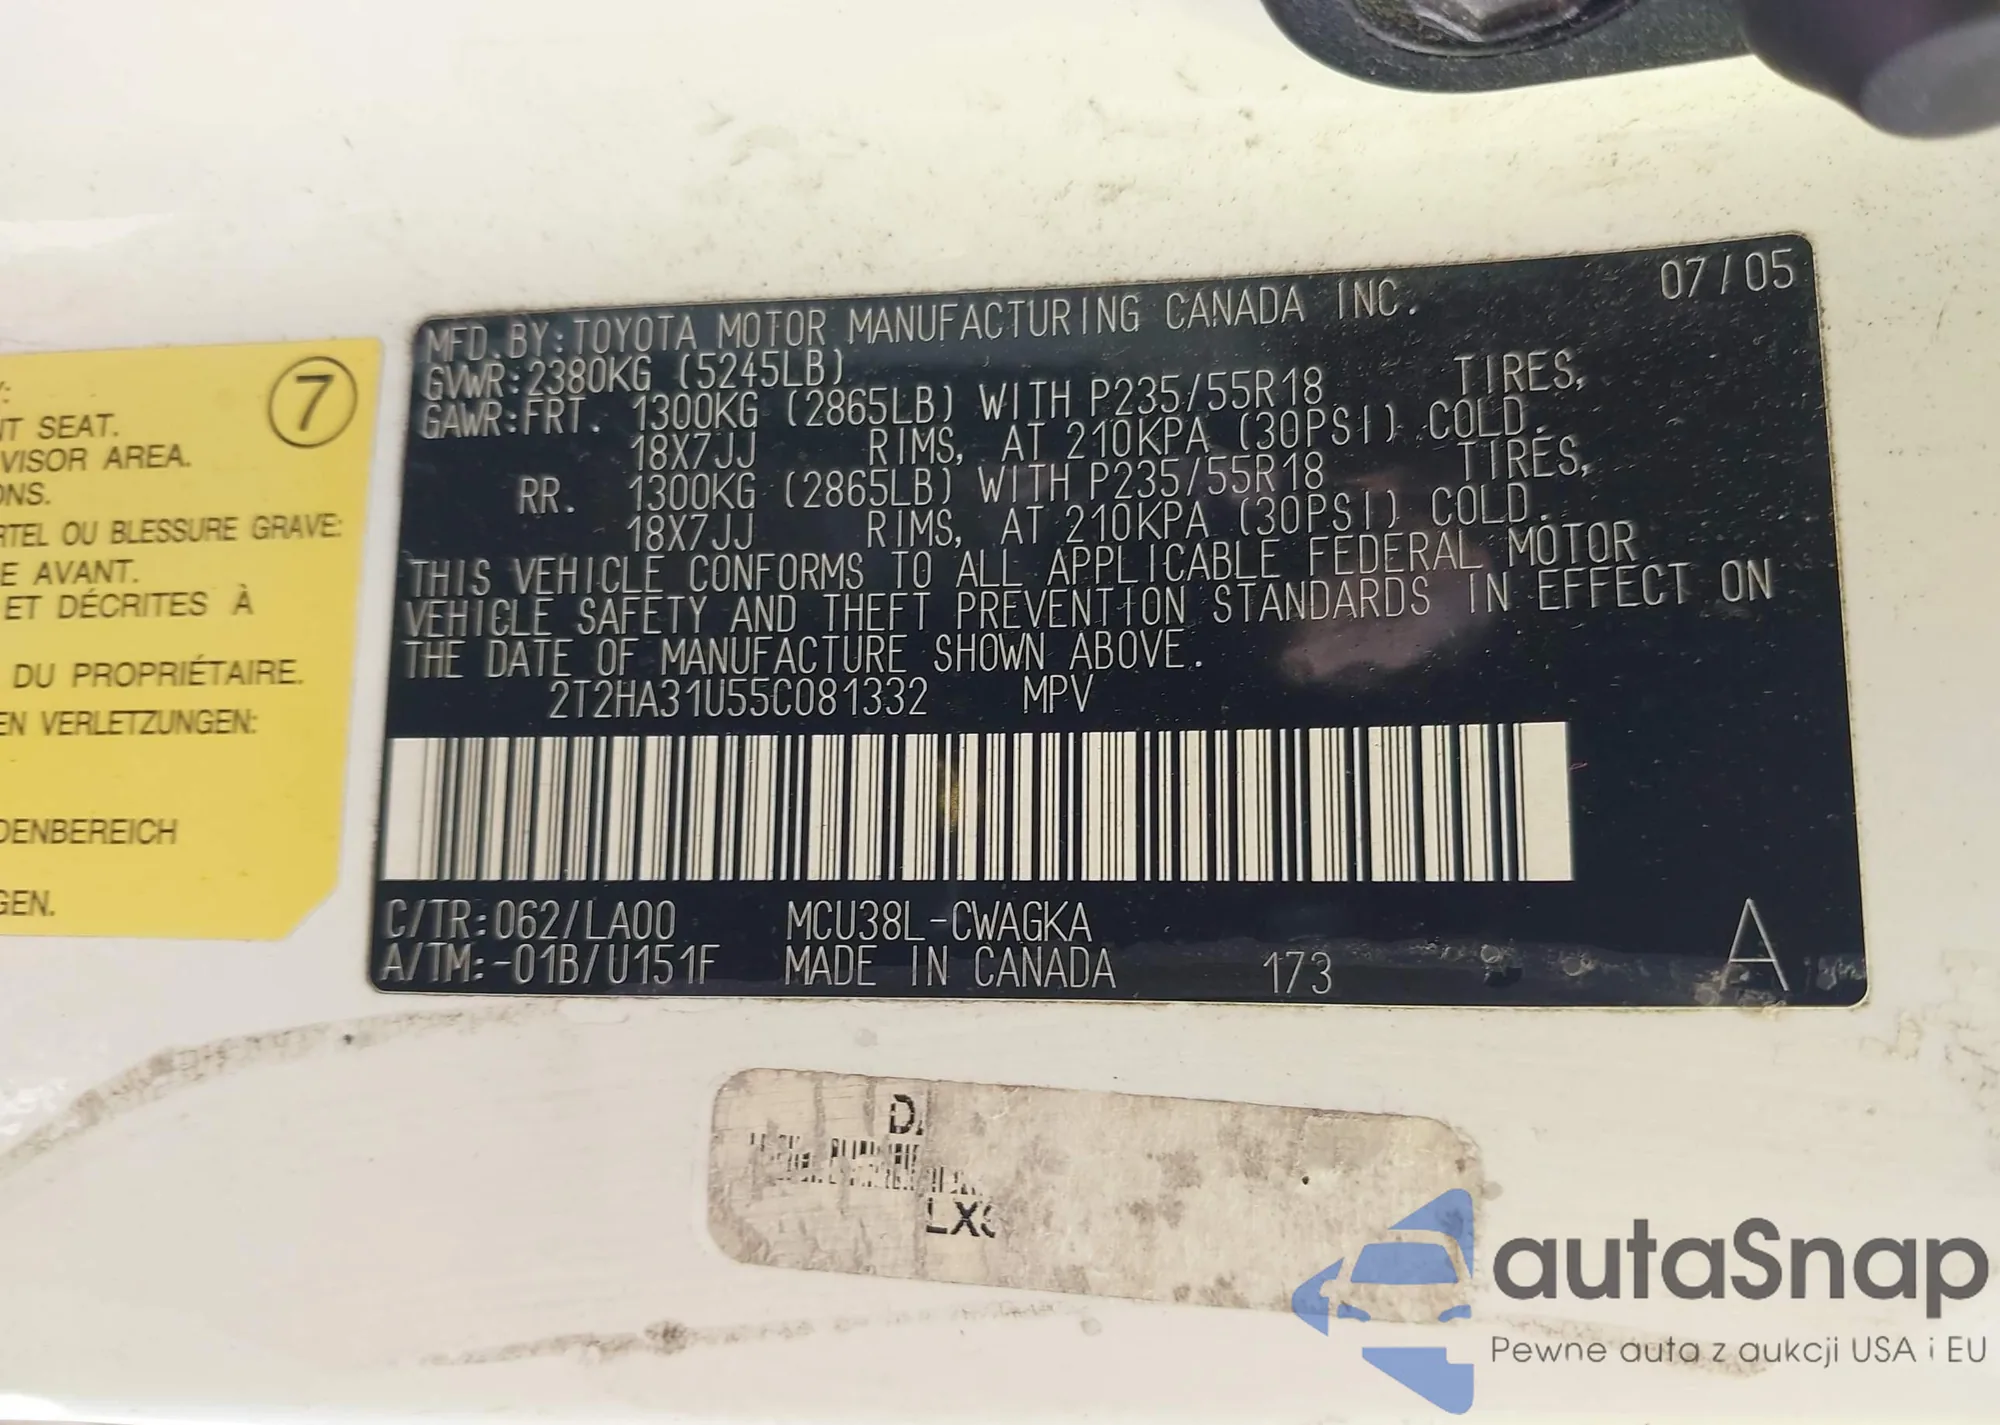 MFD. BY: TOYOTA MOTOR MANUFACTURING CANADA INC. 07/05
GVWR: 2380KG (5245LB)
GAWR: FRT. 1300KG (2865LB) WITH P235/55R18 TIRES,
18X7JJ RIMS, AT 210KPA (30PSI) COLD.
RR. 1300KG (2865LB) WITH P235/55R18 TIRES,
18X7JJ RIMS, AT 210KPA (30PSI) COLD.
THIS VEHICLE CONFORMS TO ALL APPLICABLE FEDERAL MOTOR
VEHICLE SAFETY AND THEFT PREVENTION STANDARDS IN EFFECT ON
THE DATE OF MANUFACTURE SHOWN ABOVE.
2T2HA31U55C081332 MPV
C/TR: 062/LA00 MCU38L-CWAGKA
A/TM: -01B/U151F MADE IN CANADA 173 A
7
NT SEAT.
VISOR AREA.
ONS.
RTEL OU BLESSURE GRAVE:
E AVANT.
ET DÉCRITES À
DU PROPRIÉTAIRE.
EN VERLETZUNGEN:
DENBEREICH
GEN.
LX
autaSnap
Pewne auta z aukcji USA i EU